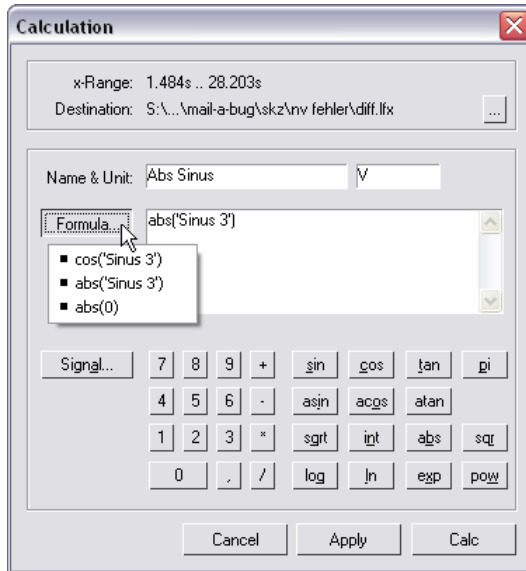 Calculation
x-Range: 1.484s .. 28.203s
Destination: S:\...\mail-a-bug\skz\nv fehler\diff.lfx ...
Name & Unit: Abs Sinus V
Formula... abs('Sinus 3')
cos('Sinus 3')
abs('Sinus 3')
abs(0)
Signal... 7 8 9 + sin cos tan pi
4 5 6 - asin acos atan
1 2 3 * sqrt int abs sqr
0 , / log ln exp pow
Cancel Apply Calc